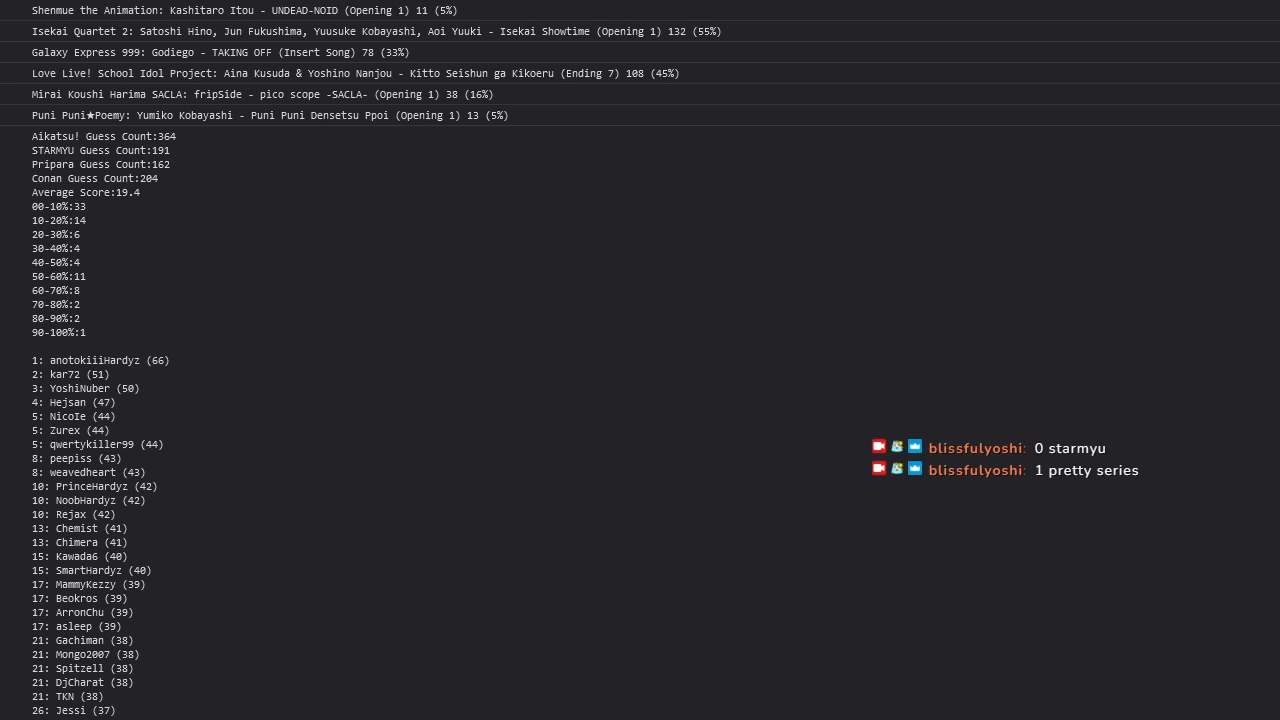 Shenmue the Animation: Kashitaro Itou - UNDEAD-NOID (Opening 1) 11 (5%)
Isekai Quartet 2: Satoshi Hino, Jun Fukushima, Yuusuke Kobayashi, Aoi Yuuki - Isekai Showtime (Opening 1) 132 (55%)
Galaxy Express 999: Godiego - TAKING OFF (Insert Song) 78 (33%)
Love Live! School Idol Project: Aina Kusuda & Yoshino Nanjou - Kitto Seishun ga Kikoeru (Ending 7) 108 (45%)
Mirai Koushi Harima SACLA: fripSide - pico scope -SACLA- (Opening 1) 38 (16%)
Puni Puni★Poemy: Yumiko Kobayashi - Puni Puni Densetsu Ppoi (Opening 1) 13 (5%)
Aikatsu! Guess Count:364
STARMYU Guess Count:191
Pripara Guess Count:162
Conan Guess Count:204
Average Score:19.4
00-10%:33
10-20%:14
20-30%:6
30-40%:4
40-50%:4
50-60%:11
60-70%:8
70-80%:2
80-90%:2
90-100%:1
1: anotokiiiHardyz (66)
2: kar72 (51)
3: YoshiNuber (50)
4: Hejsan (47)
5: NicoIe (44)
5: Zurex (44)
5: qwertykiller99 (44)
8: peepiss (43)
8: weavedheart (43)
10: PrinceHardyz (42)
10: NoobHardyz (42)
10: Rejax (42)
13: Chemist (41)
13: Chimera (41)
15: Kawada6 (40)
15: SmartHardyz (40)
17: MammyKezzy (39)
17: Beokros (39)
17: ArronChu (39)
17: asleep (39)
21: Gachiman (38)
21: Mongo2007 (38)
21: Spitzell (38)
21: DjCharat (38)
21: TKN (38)
26: Jessi (37)
blissfulyoshi: 0 starmyu
blissfulyoshi: 1 pretty series